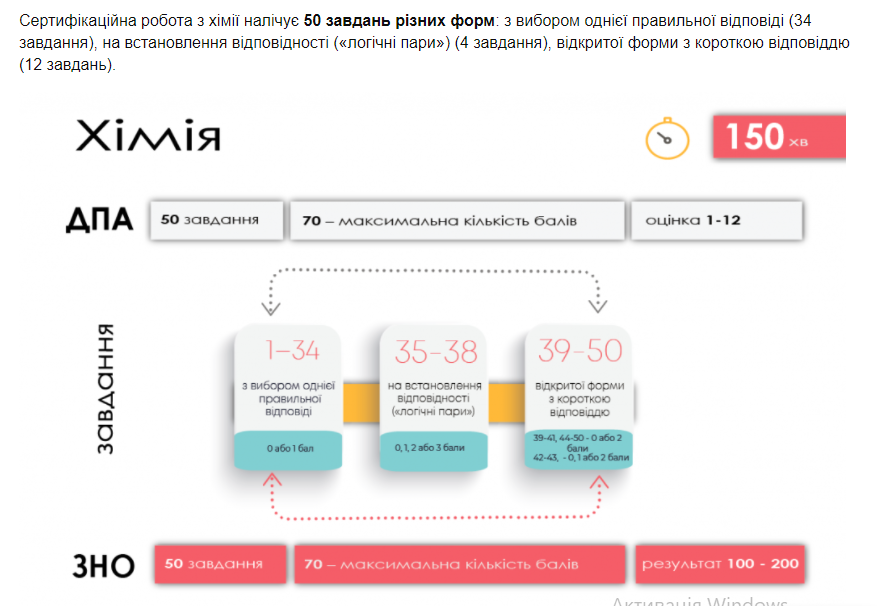 Сертифікаційна робота з хімії налічує 50 завдань різних форм: з вибором однієї правильної відповіді (34
завдання), на встановлення відповідності («логічні пари») (4 завдання), відкритої форми з короткою відповіддю
(12 завдань).
Хімія
150 хв
ДПА
50 завдання
70 – максимальна кількість балів
оцінка 1-12
завдання
1–34
з вибором однієї
правильної
відповіді
0 або 1 бал
35-38
на встановлення
відповідності
(«логічні пари»)
0, 1, 2 або 3 бали
39-50
відкритої форми
з короткою
відповіддю
39-41, 44-50 - 0 або 2
бали
42-43, - 0, 1 або 2 бали
ЗНО
50 завдання
70 – максимальна кількість балів
результат 100 - 200
Активація Windows